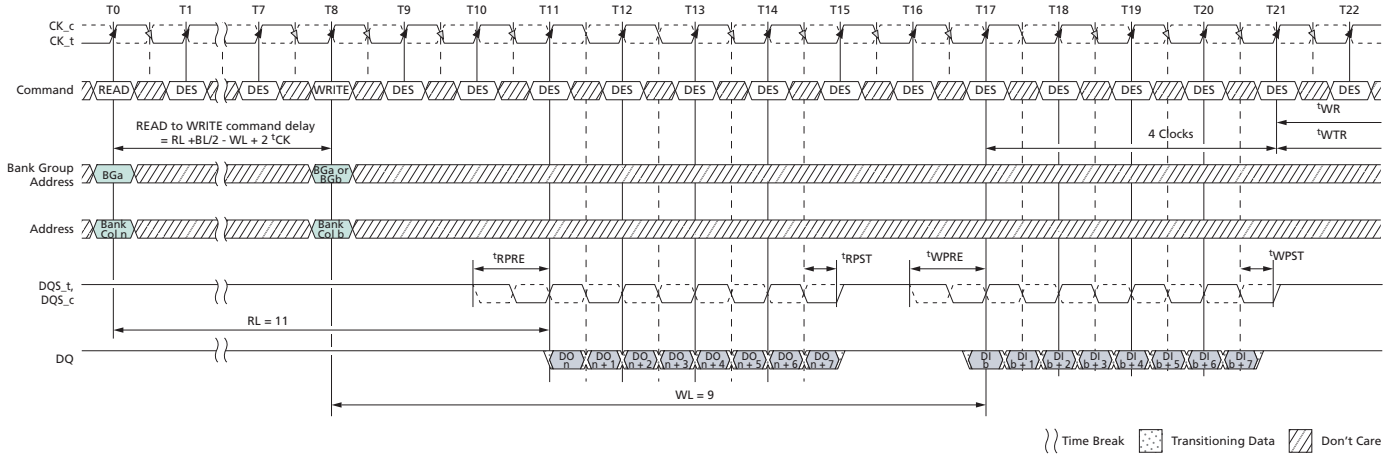 T0 T1 T7 T8 T9 T10 T11 T12 T13 T14 T15 T16 T17 T18 T19 T20 T21 T22
CK_c
CK_t
Command READ DES DES WRITE DES DES DES DES DES DES DES DES DES DES DES DES DES DES
tWR
READ to WRITE command delay
= RL +BL/2 - WL + 2 tCK
4 Clocks
tWTR
Bank Group
Address
BGa
BGa or
BGb
Address
Bank
Col n
Bank
Col b
tRPRE tRPST tWPRE tWPST
DQS_t,
DQS_c
RL = 11
DQ
DO
n
DO
n + 1
DO
n + 2
DO
n + 3
DO
n + 4
DO
n + 5
DO
n + 6
DO
n + 7
DI
b
DI
b + 1
DI
b + 2
DI
b + 3
DI
b + 4
DI
b + 5
DI
b + 6
DI
b + 7
WL = 9
Time Break Transitioning Data Don't Care